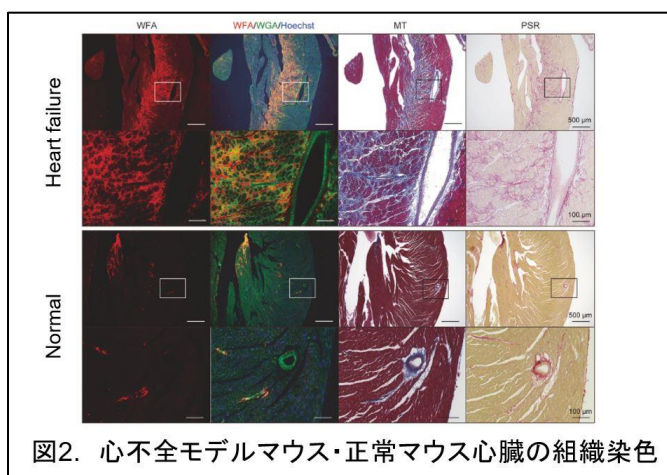 WFA WFA/WGA/Hoechst MT PSR
Heart failure
500 µm
100 µm
Normal
500 µm
100 µm
図2. 心不全モデルマウス・正常マウス心臓の組織染色